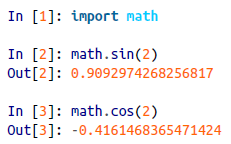 In [1]: import math
In [2]: math.sin(2)
Out[2]: 0.9092974268256817
In [3]: math.cos(2)
Out[3]: -0.4161468365471424